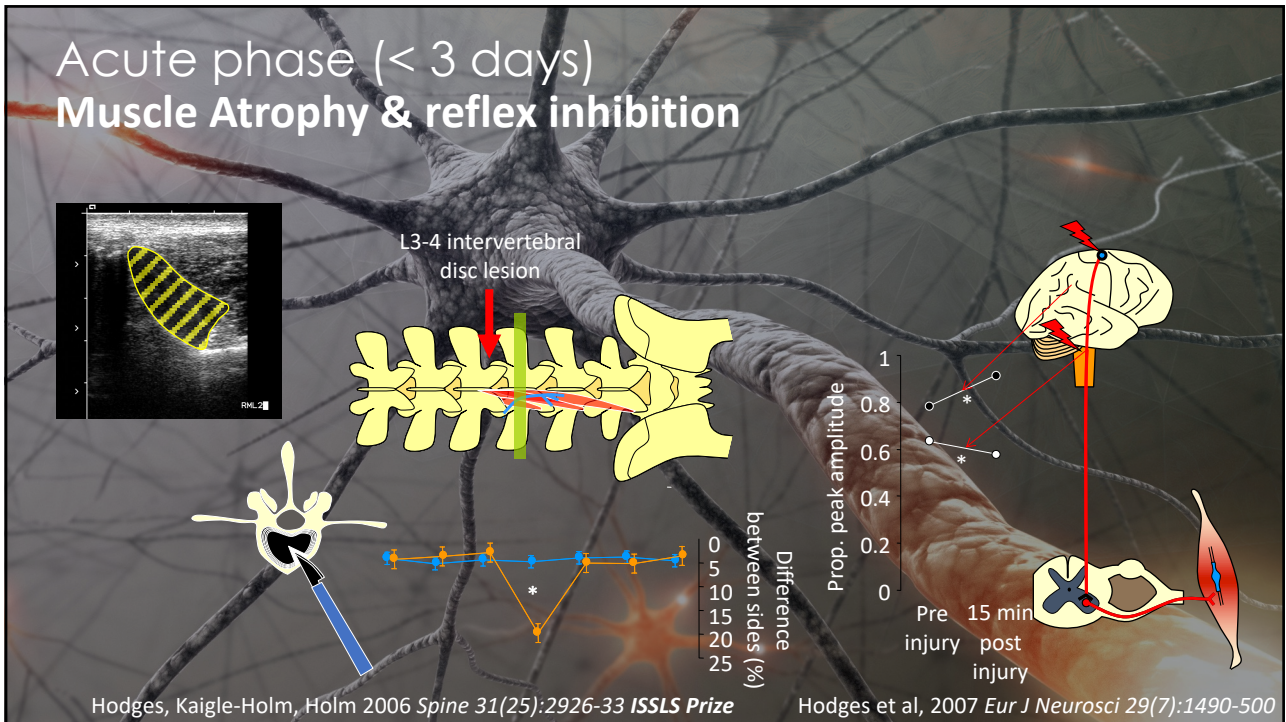 Acute phase (< 3 days)
Muscle Atrophy & reflex inhibition
RML2
L3-4 intervertebral
disc lesion
*
0
5
10
15
20
25
Difference
between sides (%)
Prop. peak amplitude
1
0.8
0.6
0.4
0.2
0
*
*
Pre
injury
15 min
post
injury
Hodges, Kaigle-Holm, Holm 2006 Spine 31(25):2926-33 ISSLS Prize
Hodges et al, 2007 Eur J Neurosci 29(7):1490-500